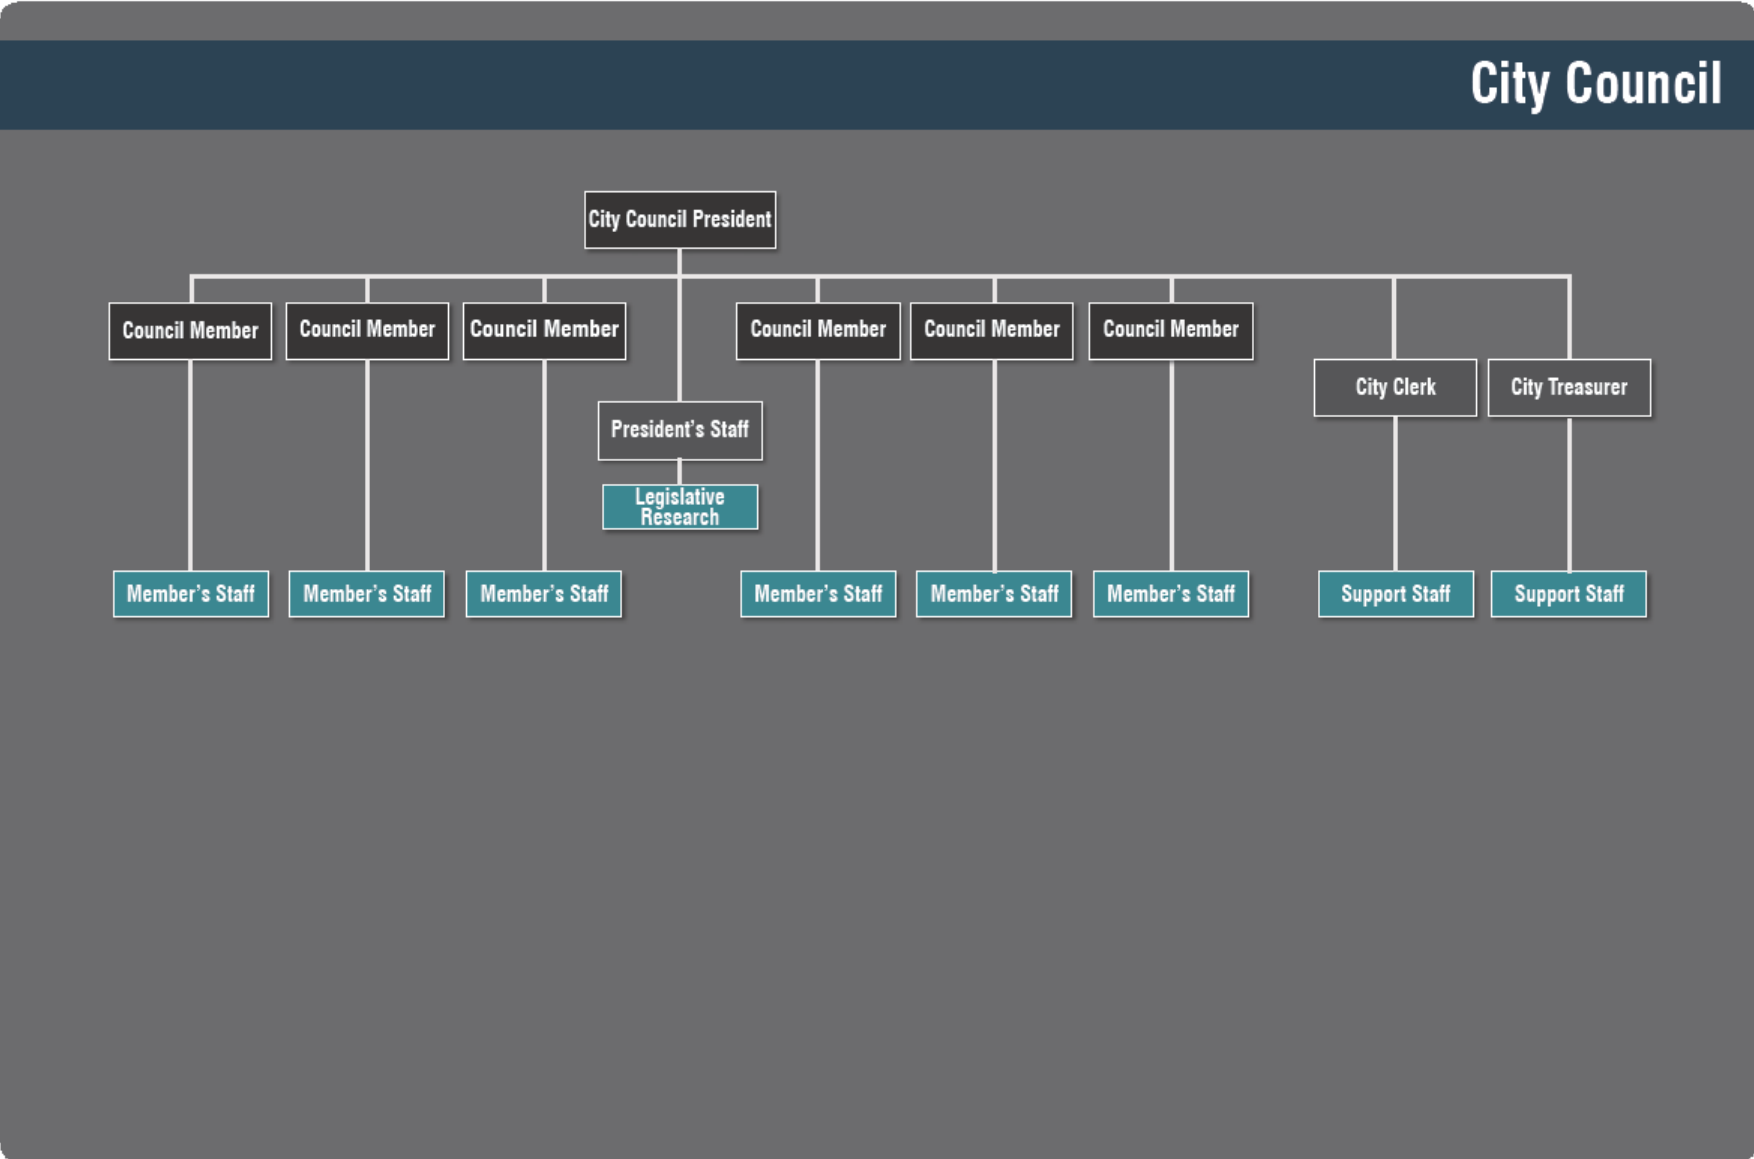 City Council
City Council President
Council Member
Council Member
Council Member
Council Member
Council Member
Council Member
City Clerk
City Treasurer
President's Staff
Legislative
Research
Member's Staff
Member's Staff
Member's Staff
Member's Staff
Member's Staff
Member's Staff
Support Staff
Support Staff